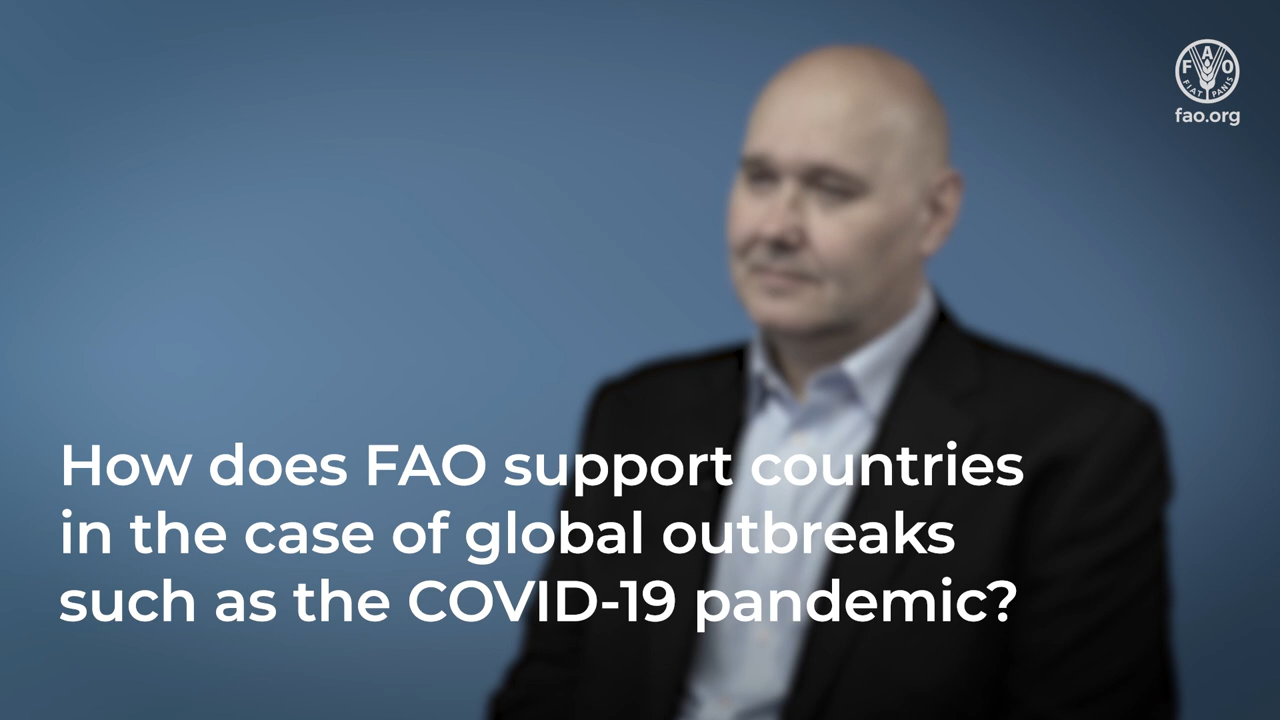 FAO
FIAT PANIS
fao.org
How does FAO support countries
in the case of global outbreaks
such as the COVID-19 pandemic?